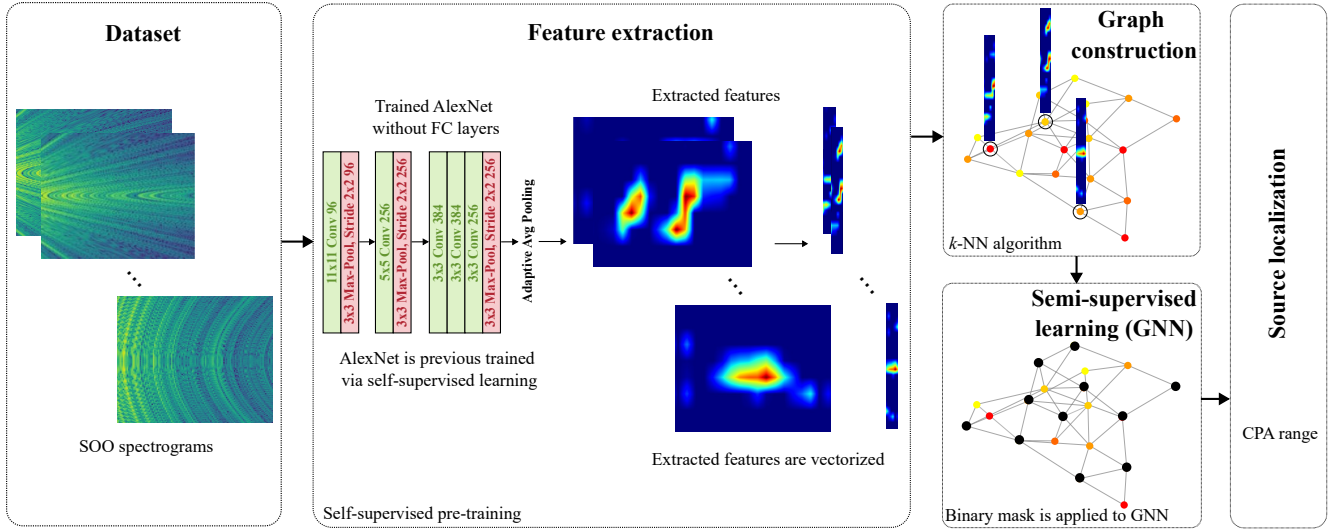 Dataset
SOO spectrograms
Feature extraction
Trained AlexNet
without FC layers
11x11 Conv 96
3x3 Max-Pool, Stride 2x2 96
5x5 Conv 256
3x3 Max-Pool, Stride 2x2 256
3x3 Conv 384
3x3 Conv 384
3x3 Conv 256
3x3 Max-Pool, Stride 2x2 256
Adaptive Avg Pooling
AlexNet is previous trained
via self-supervised learning
Extracted features
Extracted features are vectorized
Self-supervised pre-training
Graph
construction
k-NN algorithm
Semi-supervised
learning (GNN)
Binary mask is applied to GNN
Source localization
CPA range